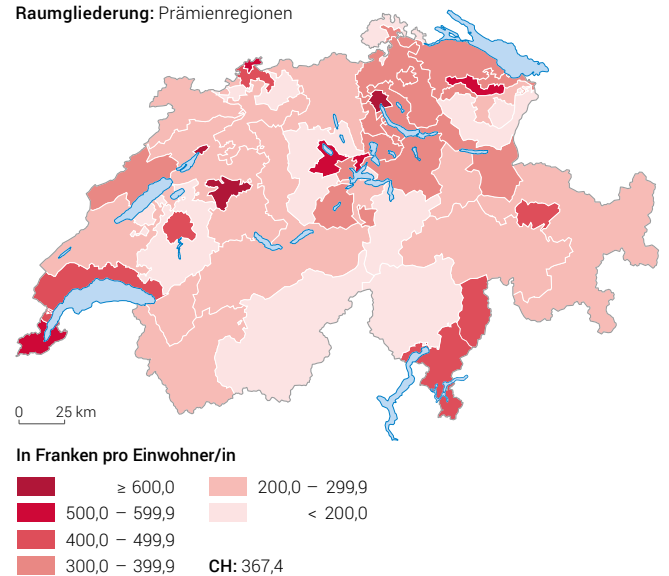 Raumgliederung: Prämienregionen
0 25 km
In Franken pro Einwohner/in
≥ 600,0
500,0 – 599,9
400,0 – 499,9
300,0 – 399,9
200,0 – 299,9
< 200,0
CH: 367,4